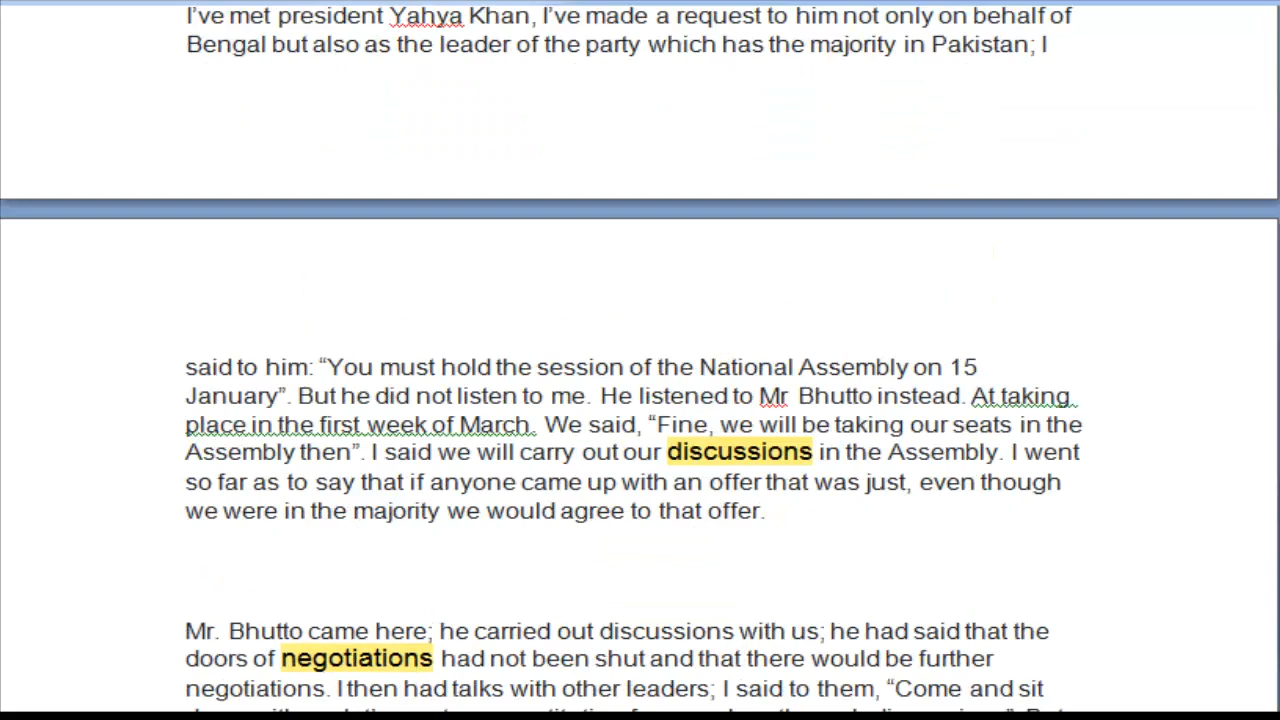 I’ve met president Yahya Khan, I’ve made a request to him not only on behalf of
Bengal but also as the leader of the party which has the majority in Pakistan; I
said to him: “You must hold the session of the National Assembly on 15
January”. But he did not listen to me. He listened to Mr Bhutto instead. At taking
place in the first week of March. We said, “Fine, we will be taking our seats in the
Assembly then”. I said we will carry out our discussions in the Assembly. I went
so far as to say that if anyone came up with an offer that was just, even though
we were in the majority we would agree to that offer.
Mr. Bhutto came here; he carried out discussions with us; he had said that the
doors of negotiations had not been shut and that there would be further
negotiations. I then had talks with other leaders; I said to them, “Come and sit